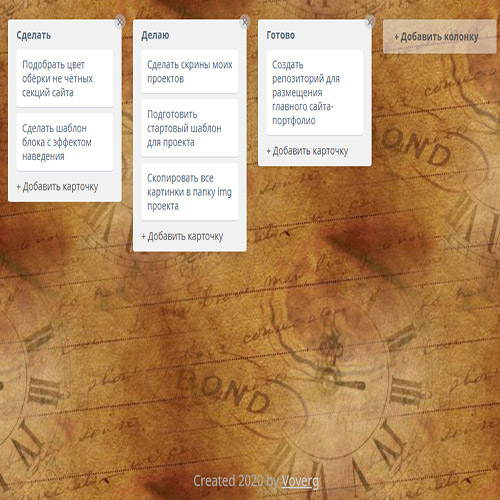 Сделать
Подобрать цвет
обёрки не чётных
секций сайта
Сделать шаблон
блока с эффектом
наведения
+ Добавить карточку
Делаю
Сделать скрины моих
проектов
Подготовить
стартовый шаблон
для проекта
Скопировать все
картинки в папку img
проекта
+ Добавить карточку
Готово
Создать
репозиторий для
размещения
главного сайта-
портфолио
+ Добавить карточку
+ Добавить колонку
BOND
BOND
Created 2020 by Voverg